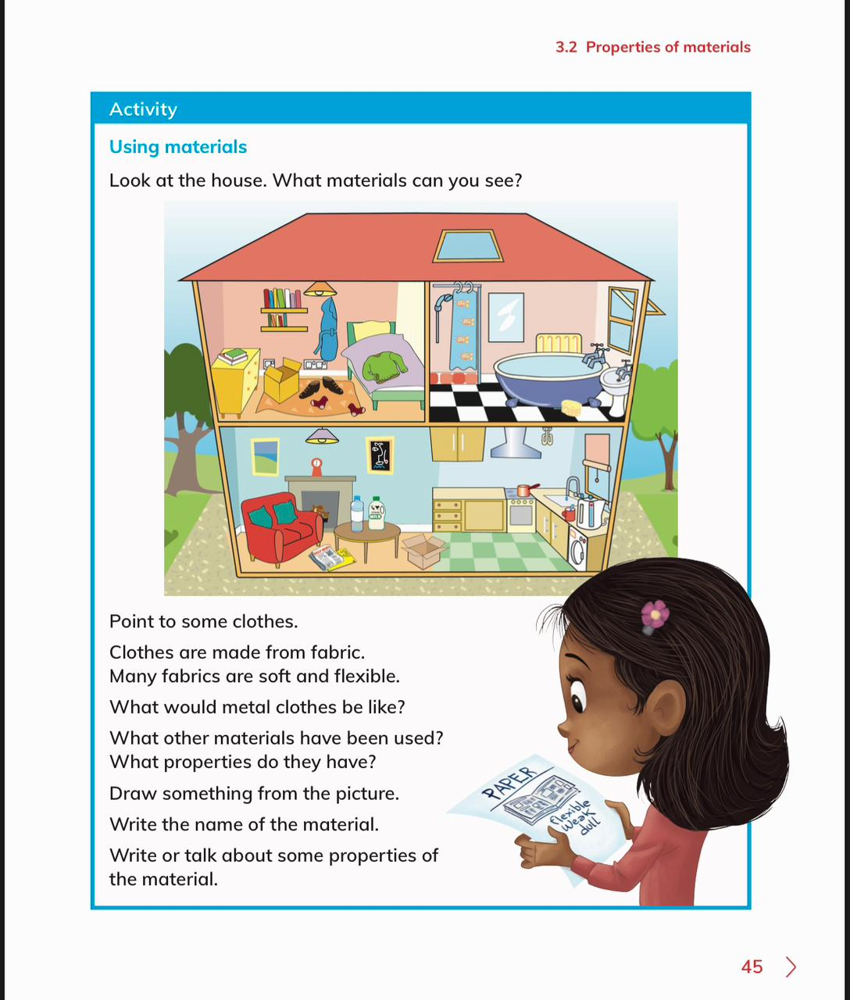 3.2 Properties of materials
Activity
Using materials
Look at the house. What materials can you see?
MILK
DAILY NEWS
Point to some clothes.
Clothes are made from fabric.
Many fabrics are soft and flexible.
What would metal clothes be like?
What other materials have been used?
What properties do they have?
Draw something from the picture.
Write the name of the material.
Write or talk about some properties of
the material.
PAPER
flexible
weak
dull
45